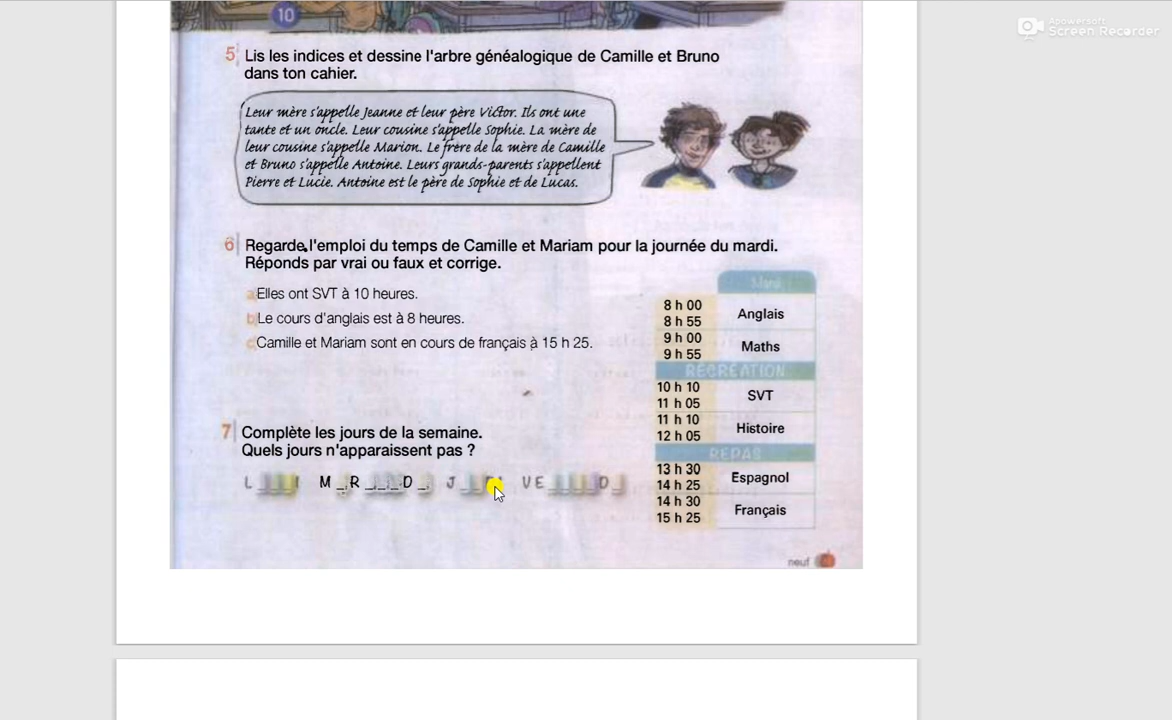 Apowersoft
Screen Recorder
10
5 Lis les indices et dessine l'arbre généalogique de Camille et Bruno
dans ton cahier.
Leur mère s'appelle Jeanne et leur père Victor. Ils ont une
tante et un oncle. Leur cousine s'appelle Sophie. La mère de
leur cousine s'appelle Marion. Le frère de la mère de Camille
et Bruno s'appelle Antoine. Leurs grands-parents s'appellent
Pierre et Lucie. Antoine est le père de Sophie et de Lucas.
6 Regarde l'emploi du temps de Camille et Mariam pour la journée du mardi.
Réponds par vrai ou faux et corrige.
a Elles ont SVT à 10 heures.
b Le cours d'anglais est à 8 heures.
c Camille et Mariam sont en cours de français à 15 h 25.
Mardi
8 h 00
8 h 55
Anglais
9 h 00
9 h 55
Maths
RECREATION
10 h 10
11 h 05
SVT
11 h 10
12 h 05
Histoire
REPAS
13 h 30
14 h 25
Espagnol
14 h 30
15 h 25
Français
7 Complète les jours de la semaine.
Quels jours n'apparaissent pas ?
L _ _ _ I M _ R _ _ _ D _ J _ _ D VE _ _ _ _ D _
neuf